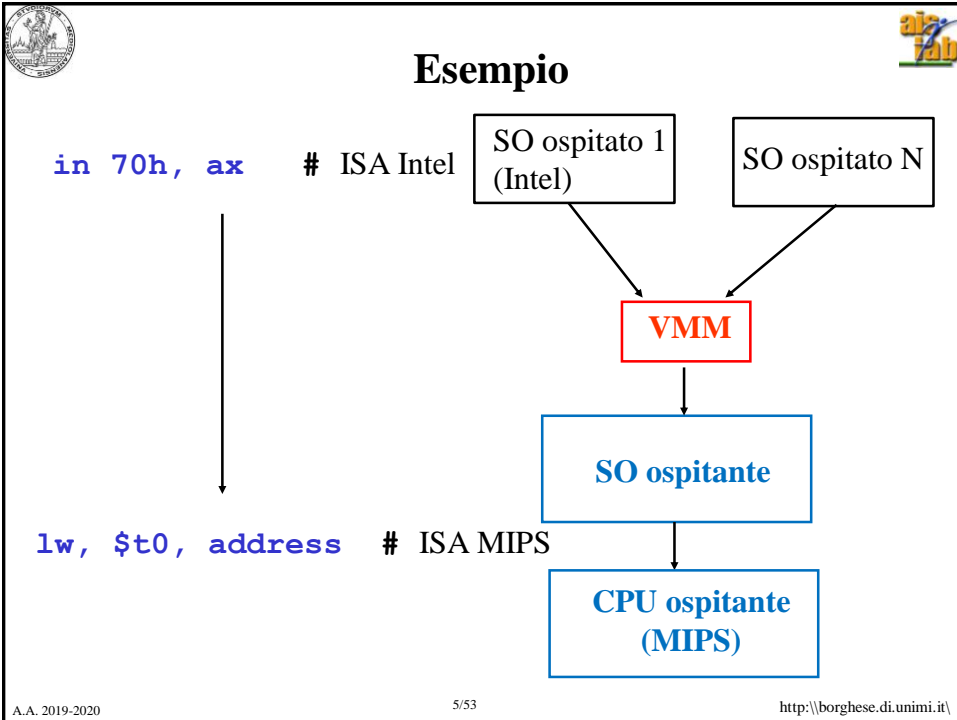 Esempio
in 70h, ax # ISA Intel
SO ospitato 1
(Intel)
SO ospitato N
VMM
SO ospitante
lw, $t0, address # ISA MIPS
CPU ospitante
(MIPS)
A.A. 2019-2020
5/53
http:\\borghese.di.unimi.it\